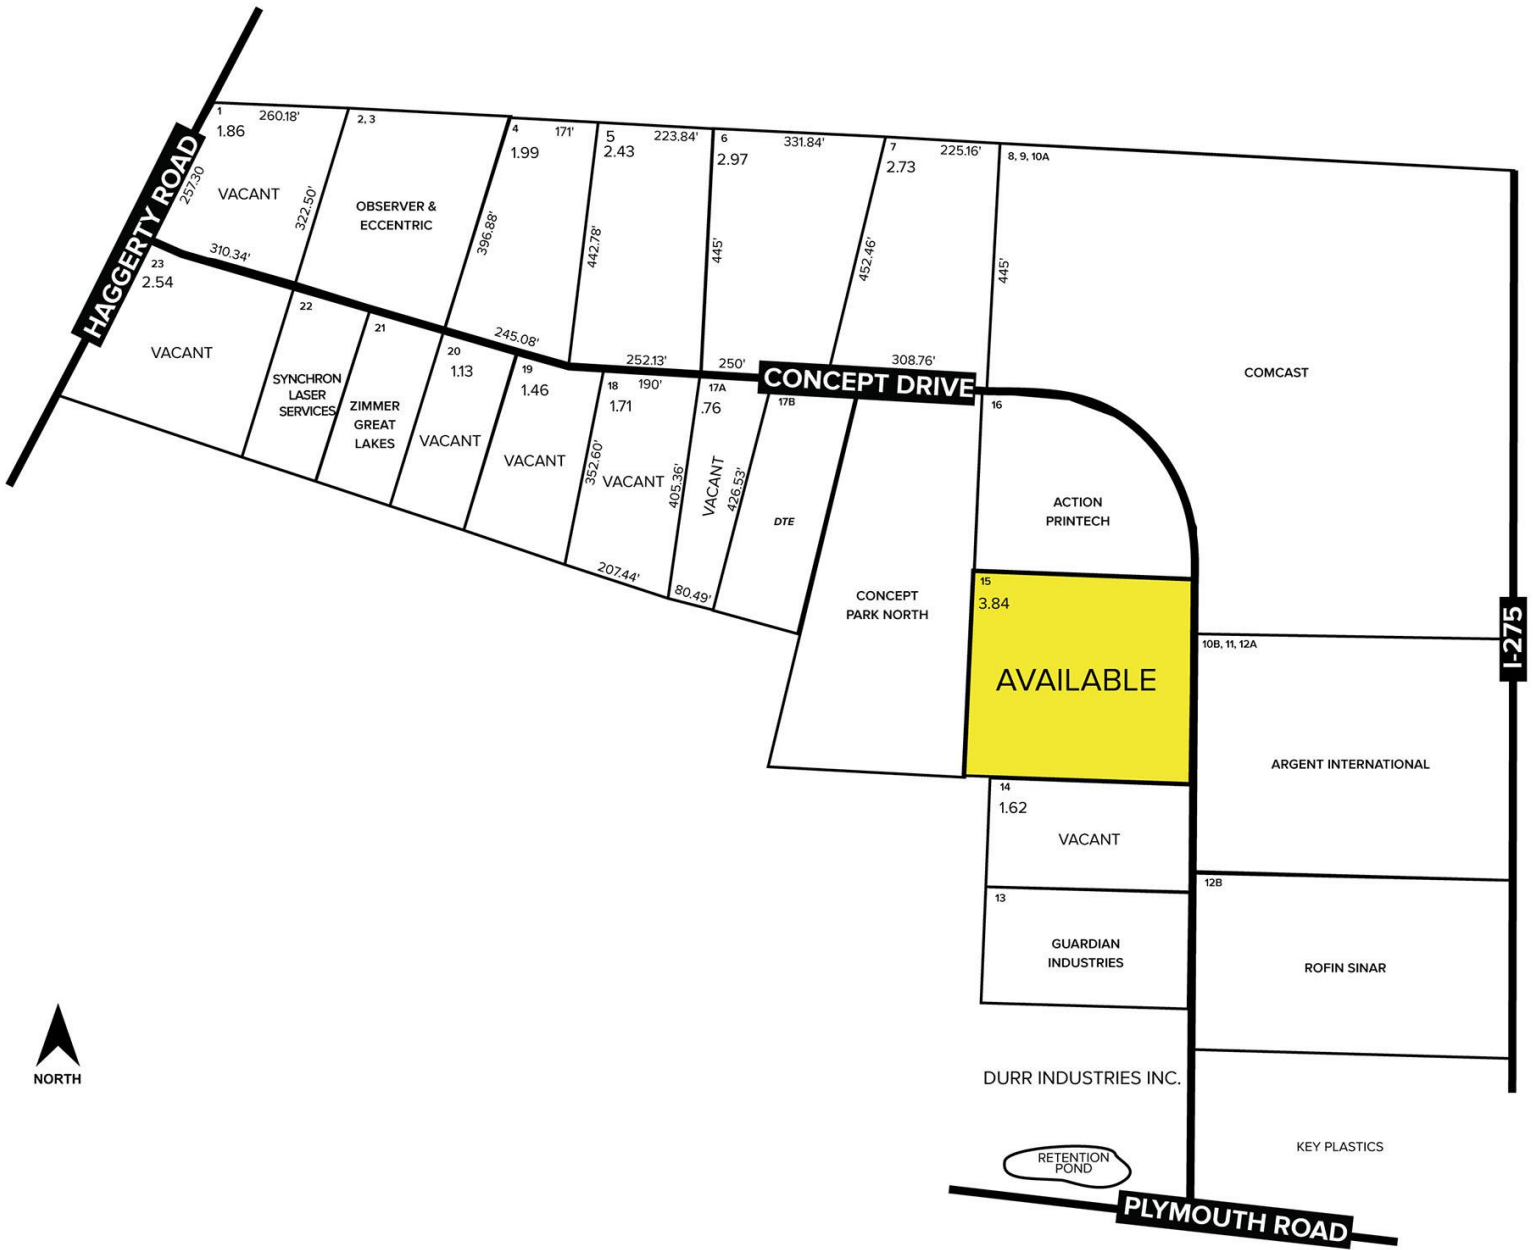 HAGGERTY ROAD
1
260.18'
1.86
257.30
VACANT
322.50'
310.34'
2, 3
OBSERVER &
ECCENTRIC
4
171'
1.99
396.88'
245.08'
5
223.84'
2.43
442.78'
252.13'
6
331.84'
2.97
445'
250'
7
225.16'
2.73
452.46'
308.76'
8, 9, 10A
445'
COMCAST
CONCEPT DRIVE
23
2.54
VACANT
22
SYNCHRON
LASER
SERVICES
21
ZIMMER
GREAT
LAKES
20
1.13
VACANT
19
1.46
VACANT
18
190'
1.71
352.60'
VACANT
207.44'
17A
.76
405.36'
VACANT
426.53'
80.49'
17B
DTE
CONCEPT
PARK NORTH
16
ACTION
PRINTECH
15
3.84
AVAILABLE
I-275
10B, 11, 12A
ARGENT INTERNATIONAL
14
1.62
VACANT
12B
ROFIN SINAR
13
GUARDIAN
INDUSTRIES
NORTH
DURR INDUSTRIES INC.
KEY PLASTICS
RETENTION
POND
PLYMOUTH ROAD